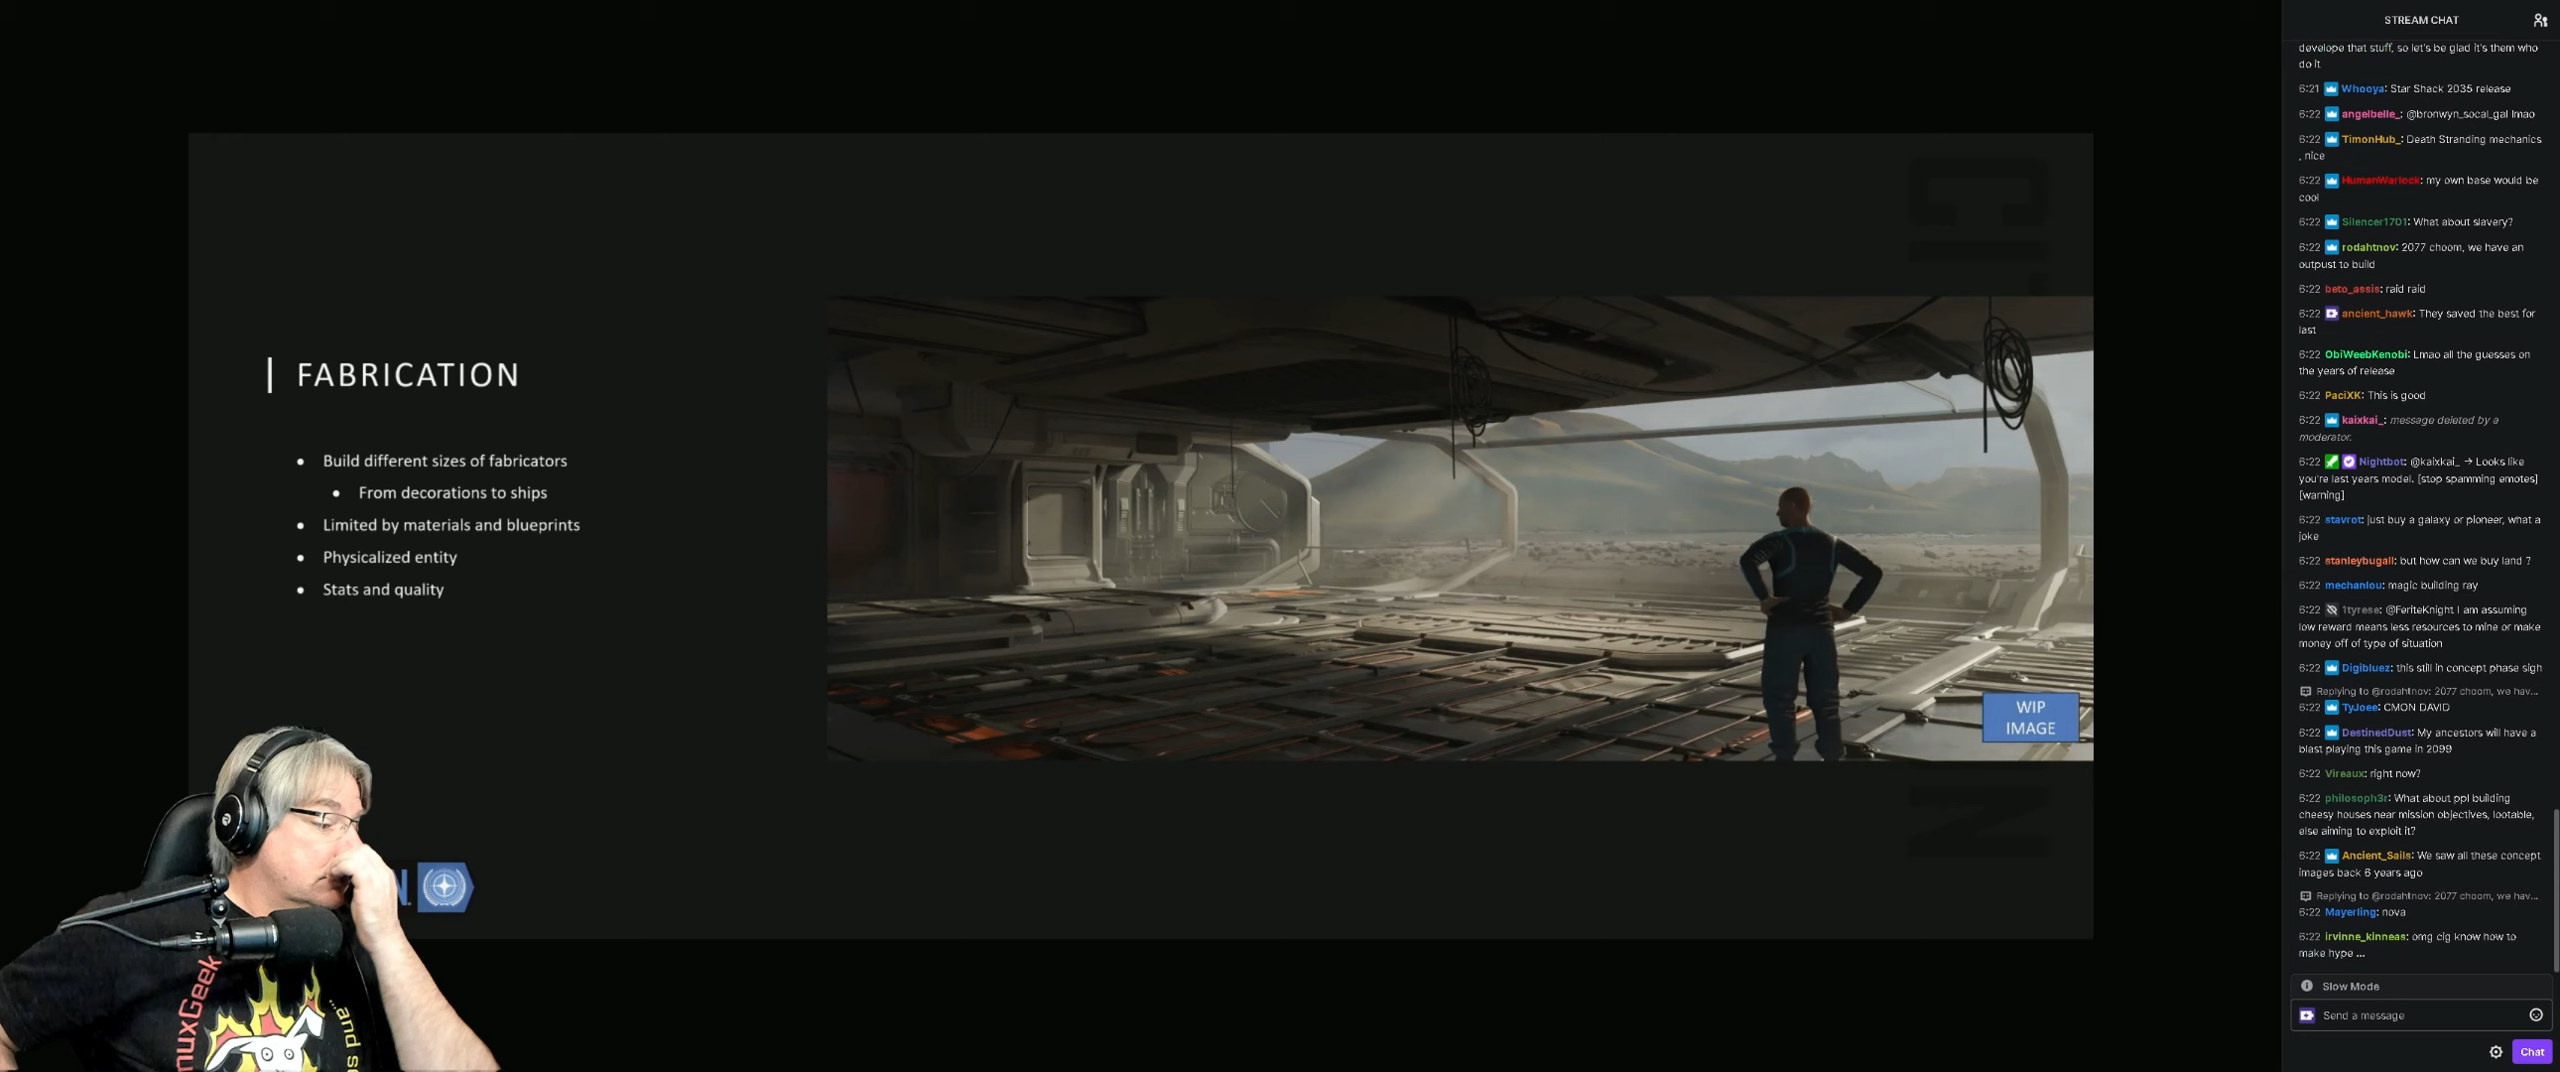 STREAM CHAT
FABRICATION
Build different sizes of fabricators
From decorations to ships
Limited by materials and blueprints
Physicalized entity
Stats and quality
WIP
IMAGE
N.
nuxGeek
...and s
develope that stuff, so let's be glad it's them who
do it
6:21 Whooya: Star Shack 2035 release
6:22 angelbelle_: @bronwyn_socal_gal lmao
6:22 TimonHub_: Death Stranding mechanics
, nice
6:22 HumanWarlock: my own base would be
cool
6:22 Silencer1701: What about slavery?
6:22 rodahtnov: 2077 choom, we have an
outpust to build
6:22 beto_assis: raid raid
6:22 ancient_hawk: They saved the best for
last
6:22 ObiWeebKenobi: Lmao all the guesses on
the years of release
6:22 PaciXK: This is good
6:22 kaixkai_: message deleted by a
moderator.
6:22 Nightbot: @kaixkai_ → Looks like
you're last years model. [stop spamming emotes]
[warning]
6:22 stavrot: just buy a galaxy or pioneer, what a
joke
6:22 stanleybugall: but how can we buy land ?
6:22 mechanlou: magic building ray
6:22 1tyrese: @FeriteKnight I am assuming
low reward means less resources to mine or make
money off of type of situation
6:22 Digibluez: this still in concept phase sigh
Replying to @rodahtnov: 2077 choom, we hav...
6:22 TyJoee: CMON DAVID
6:22 DestinedDust: My ancestors will have a
blast playing this game in 2099
6:22 Vireaux: right now?
6:22 philosoph3r: What about ppl building
cheesy houses near mission objectives, lootable,
else aiming to exploit it?
6:22 Ancient_Sails: We saw all these concept
images back 6 years ago
Replying to @rodahtnov: 2077 choom, we hav...
6:22 Mayerling: nova
6:22 irvinne_kinneas: omg cig know how to
make hype ...
Slow Mode
Send a message
Chat